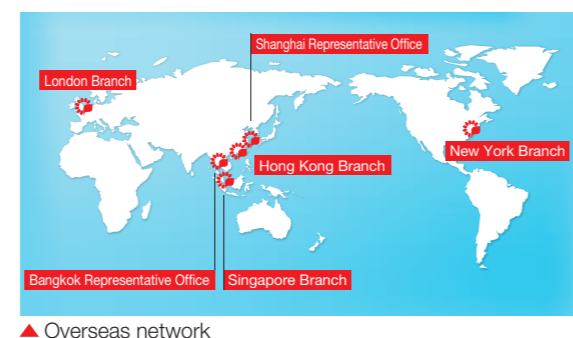 Shanghai Representative Office
London Branch
New York Branch
Hong Kong Branch
Bangkok Representative Office
Singapore Branch
▲ Overseas network